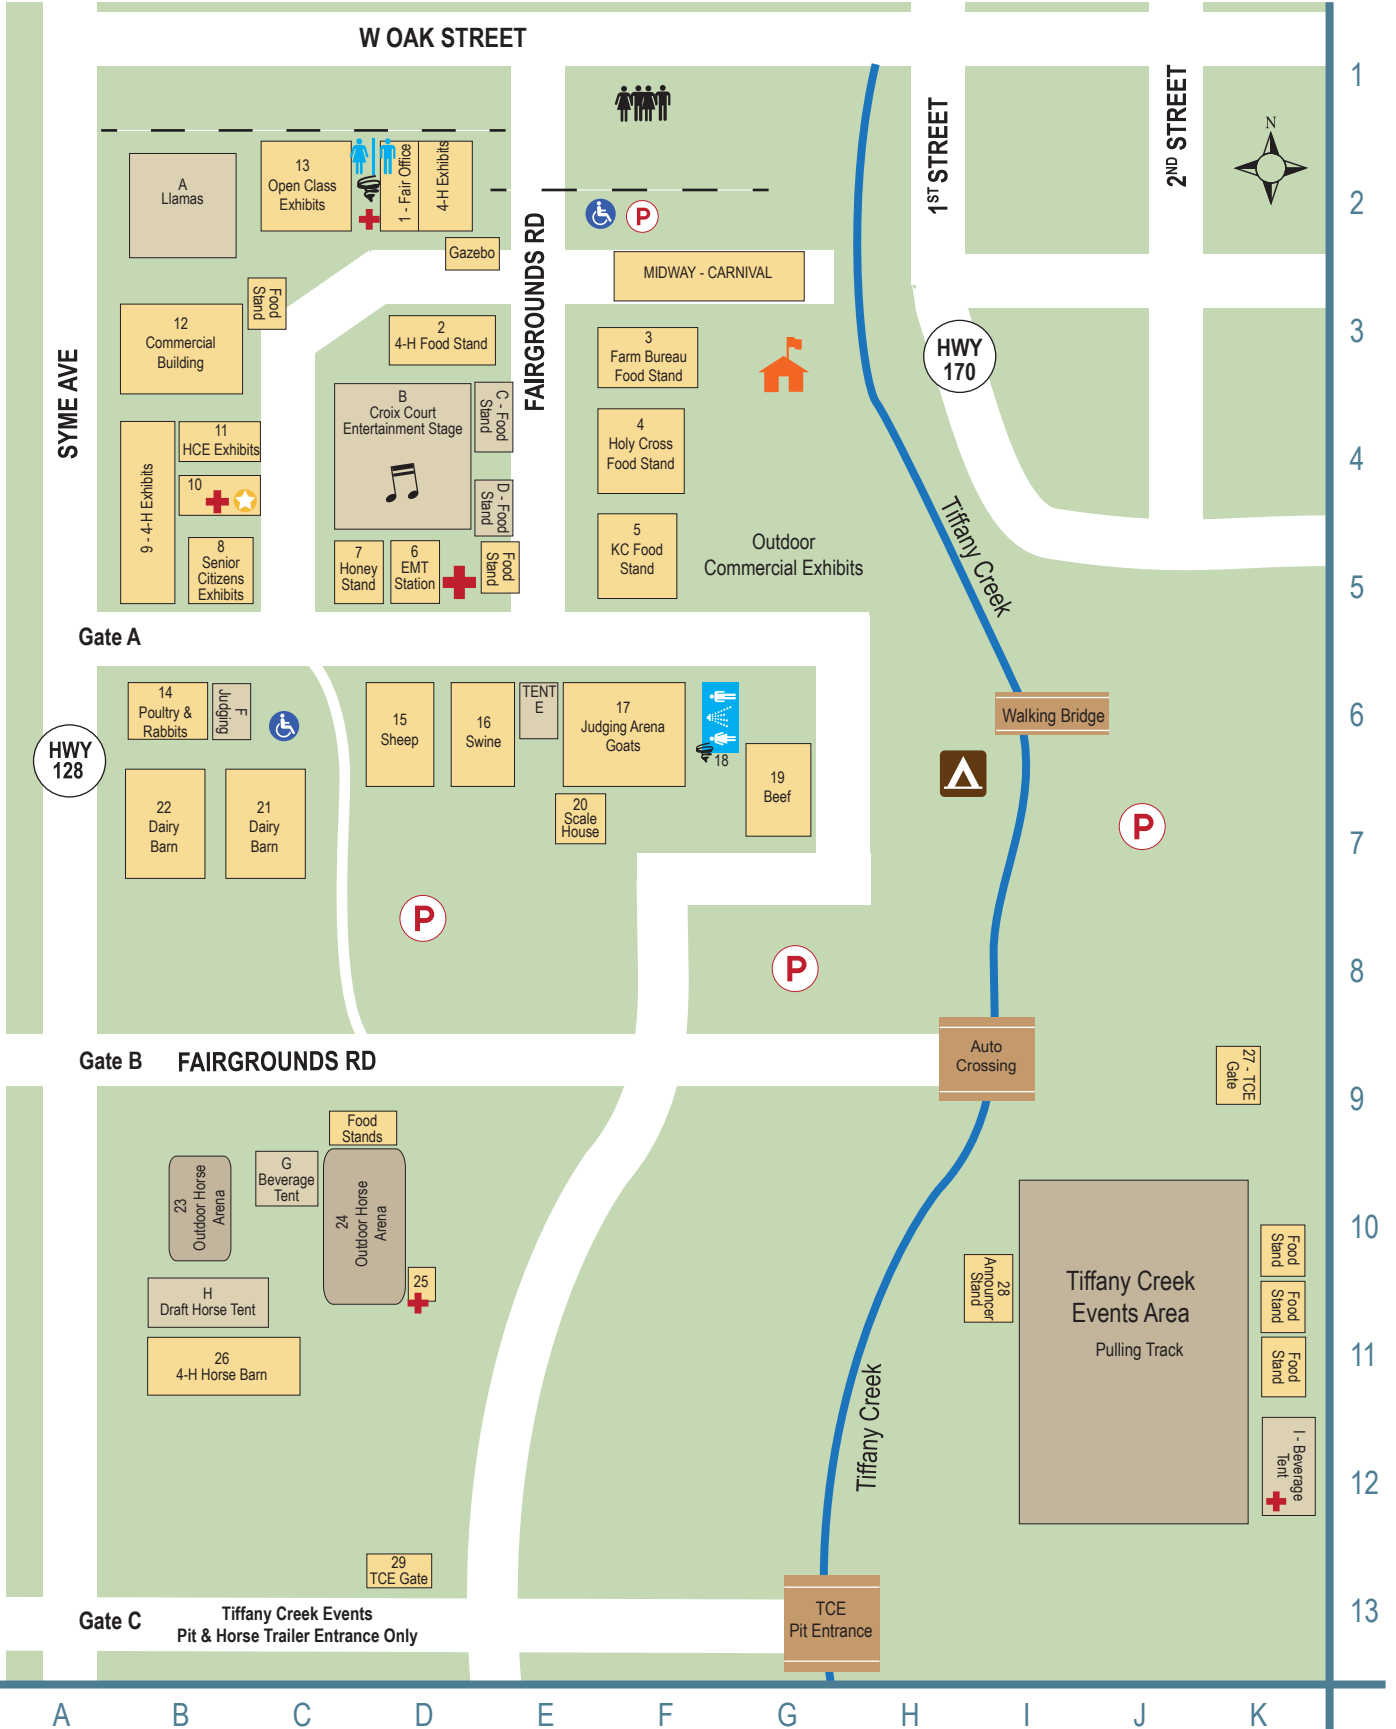 W OAK STREET
1
1ST STREET
2ND STREET
N
A
Llamas
13
Open Class
Exhibits
1 - Fair Office
4-H Exhibits
P
2
Gazebo
FAIRGROUNDS RD
MIDWAY - CARNIVAL
Food
Stand
12
Commercial
Building
2
4-H Food Stand
3
Farm Bureau
Food Stand
HWY
170
3
SYME AVE
B
Croix Court
Entertainment Stage
C - Food
Stand
4
Holy Cross
Food Stand
4
9 - 4-H Exhibits
11
HCE Exhibits
10
D - Food
Stand
8
Senior
Citizens
Exhibits
7
Honey
Stand
6
EMT
Station
Food
Stand
5
KC Food
Stand
Outdoor
Commercial Exhibits
Tiffany Creek
5
Gate A
14
Poultry &
Rabbits
F
Judging
15
Sheep
16
Swine
TENT
E
17
Judging Arena
Goats
18
Walking Bridge
6
HWY
128
22
Dairy
Barn
21
Dairy
Barn
20
Scale
House
19
Beef
P
7
P
P
8
Gate B
FAIRGROUNDS RD
Auto
Crossing
27 - TCE
Gate
9
Food
Stands
23
Outdoor Horse
Arena
G
Beverage
Tent
24
Outdoor Horse
Arena
10
H
Draft Horse Tent
25
28
Announcer
Stand
Tiffany Creek
Events Area
Pulling Track
Food
Stand
Food
Stand
Food
Stand
26
4-H Horse Barn
11
Tiffany Creek
I - Beverage
Tent
12
29
TCE Gate
Gate C
Tiffany Creek Events
Pit & Horse Trailer Entrance Only
TCE
Pit Entrance
13
A B C D E F G H I J K